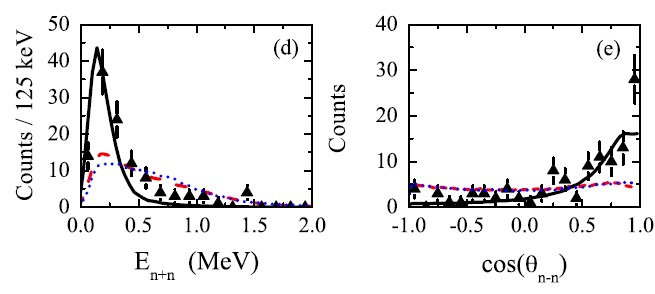 (d)
Counts / 125 keV
50
40
30
20
10
0
0.0 0.5 1.0 1.5 2.0
E_{n+n} (MeV)
(e)
Counts
40
30
20
10
0
-1.0 -0.5 0.0 0.5 1.0
cos(θ_{n-n})